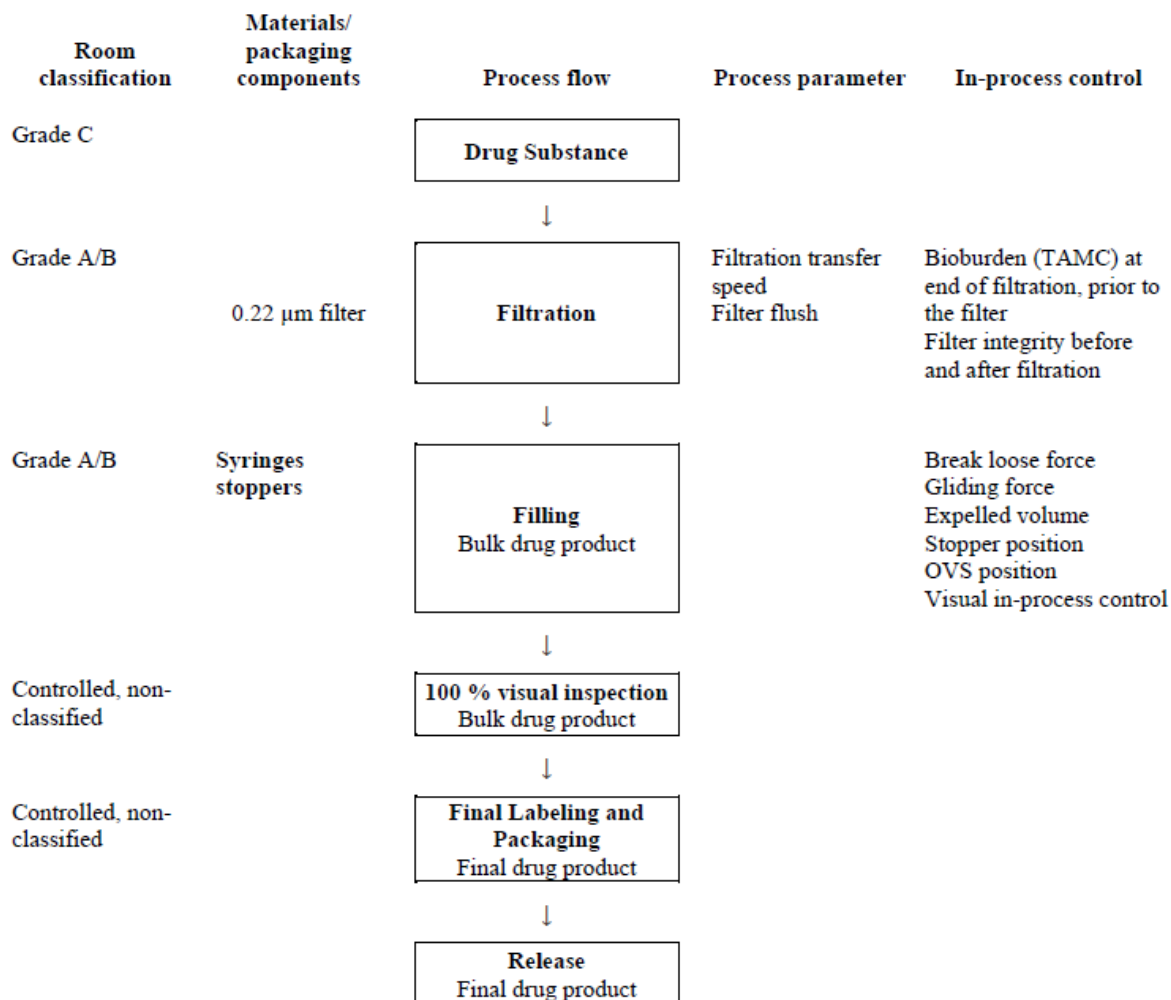 Room classification
Materials/ packaging components
Process flow
Process parameter
In-process control
Grade C
Drug Substance
↓
Grade A/B
0.22 µm filter
Filtration
Filtration transfer
speed
Filter flush
Bioburden (TAMC) at
end of filtration, prior to
the filter
Filter integrity before
and after filtration
↓
Grade A/B
Syringes
stoppers
Filling
Bulk drug product
Break loose force
Gliding force
Expelled volume
Stopper position
OVS position
Visual in-process control
↓
Controlled, non-
classified
100 % visual inspection
Bulk drug product
↓
Controlled, non-
classified
Final Labeling and
Packaging
Final drug product
↓
Release
Final drug product